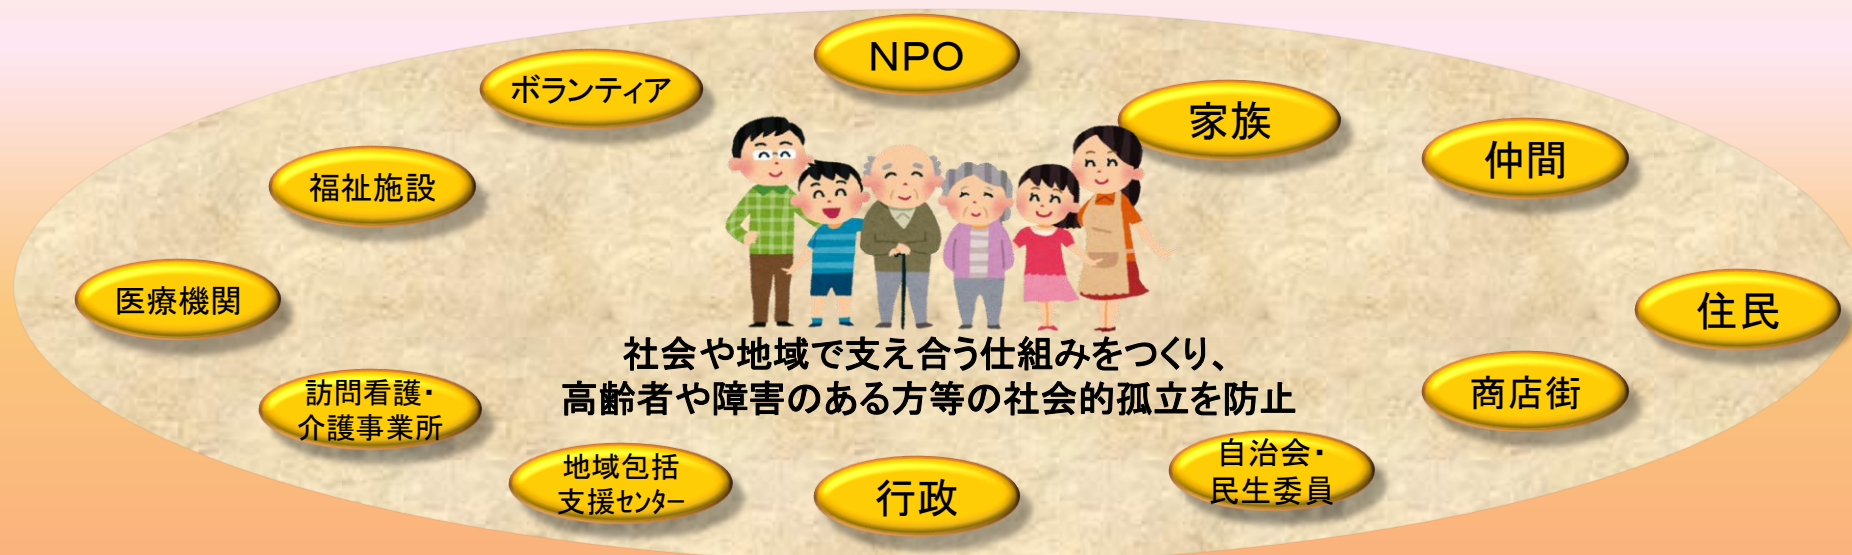 NPO
ボランティア
家族
仲間
福祉施設
医療機関
住民
社会や地域で支え合う仕組みをつくり、
高齢者や障害のある方等の社会的孤立を防止
訪問看護・
介護事業所
商店街
地域包括
支援センター
行政
自治会・
民生委員